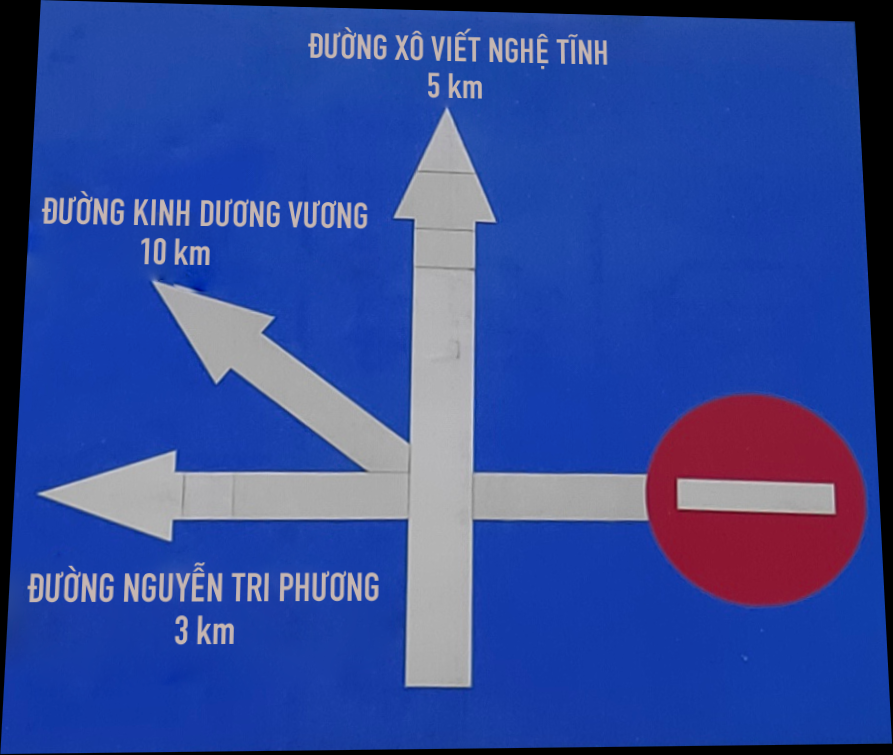 ĐƯỜNG XÔ VIẾT NGHỆ TĨNH
5 km
ĐƯỜNG KINH DƯƠNG VƯƠNG
10 km
ĐƯỜNG NGUYỄN TRI PHƯƠNG
3 km